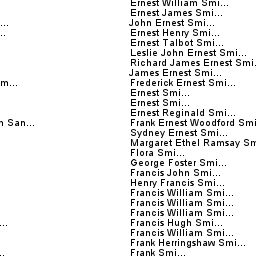 Ernest William Smi...
Ernest James Smi...
... John Ernest Smi...
... Ernest Henry Smi...
Ernest Talbot Smi...
Leslie John Ernest Smi...
Richard James Ernest Smi
James Ernest Smi...
m... Frederick Ernest Smi...
Ernest Smi...
Ernest Smi...
Ernest Reginald Smi...
n San... Frank Ernest Woodford Smi
Sydney Ernest Smi...
Margaret Ethel Ramsay Sm
Flora Smi...
George Foster Smi...
Francis John Smi...
Henry Francis Smi...
Francis William Smi...
Francis William Smi...
Francis William Smi...
... Francis Hugh Smi...
Francis William Smi...
Frank Herringshaw Smi...
... Frank Smi...